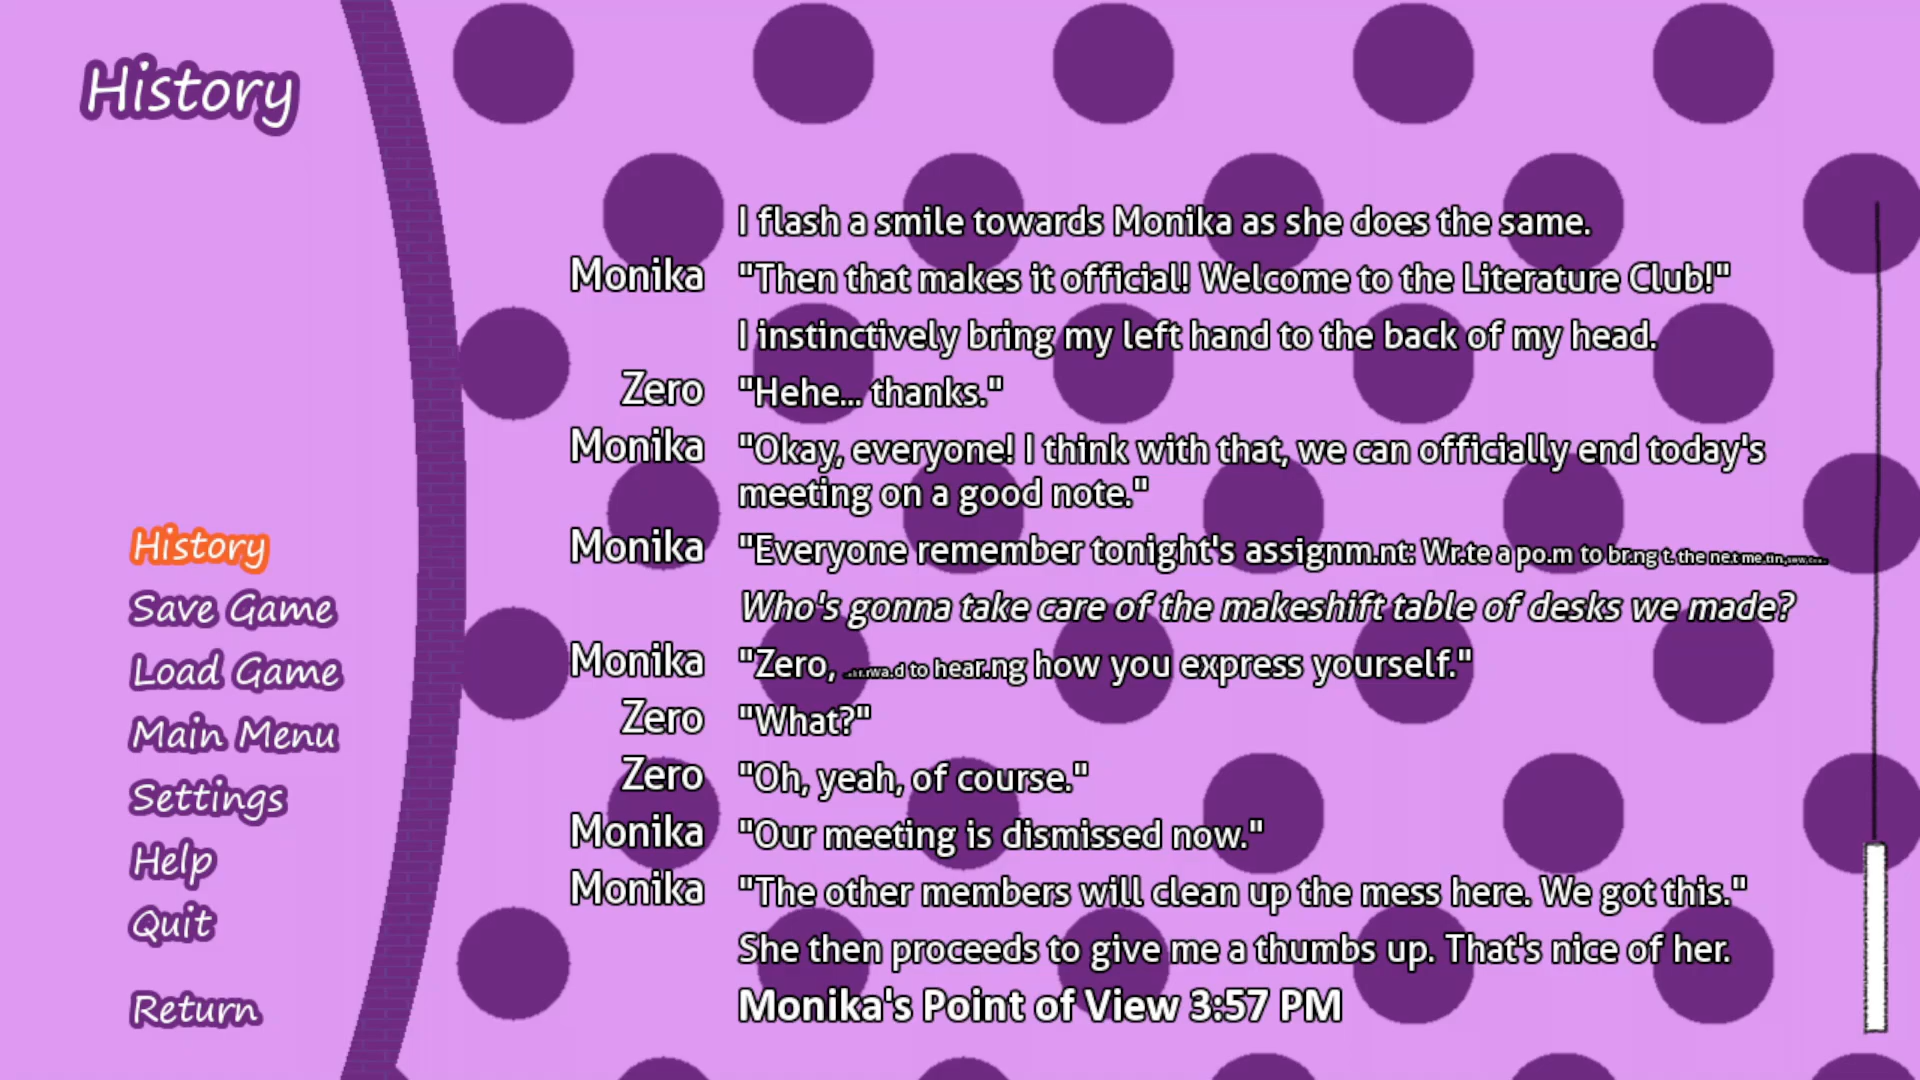 History
I flash a smile towards Monika as she does the same.
Monika "Then that makes it official! Welcome to the Literature Club!"
I instinctively bring my left hand to the back of my head.
Zero "Hehe... thanks."
Monika "Okay, everyone! I think with that, we can officially end today's
meeting on a good note."
Monika "Everyone remember tonight's assignm.nt: Wr.te a po.m to br.ng t. the ne.t me.tin,
Who's gonna take care of the makeshift table of desks we made?
Monika "Zero, to hear.ng how you express yourself."
Zero "What?"
Zero "Oh, yeah, of course."
Monika "Our meeting is dismissed now."
Monika "The other members will clean up the mess here. We got this."
She then proceeds to give me a thumbs up. That's nice of her.
Monika's Point of View 3:57 PM
History
Save Game
Load Game
Main Menu
Settings
Help
Quit
Return